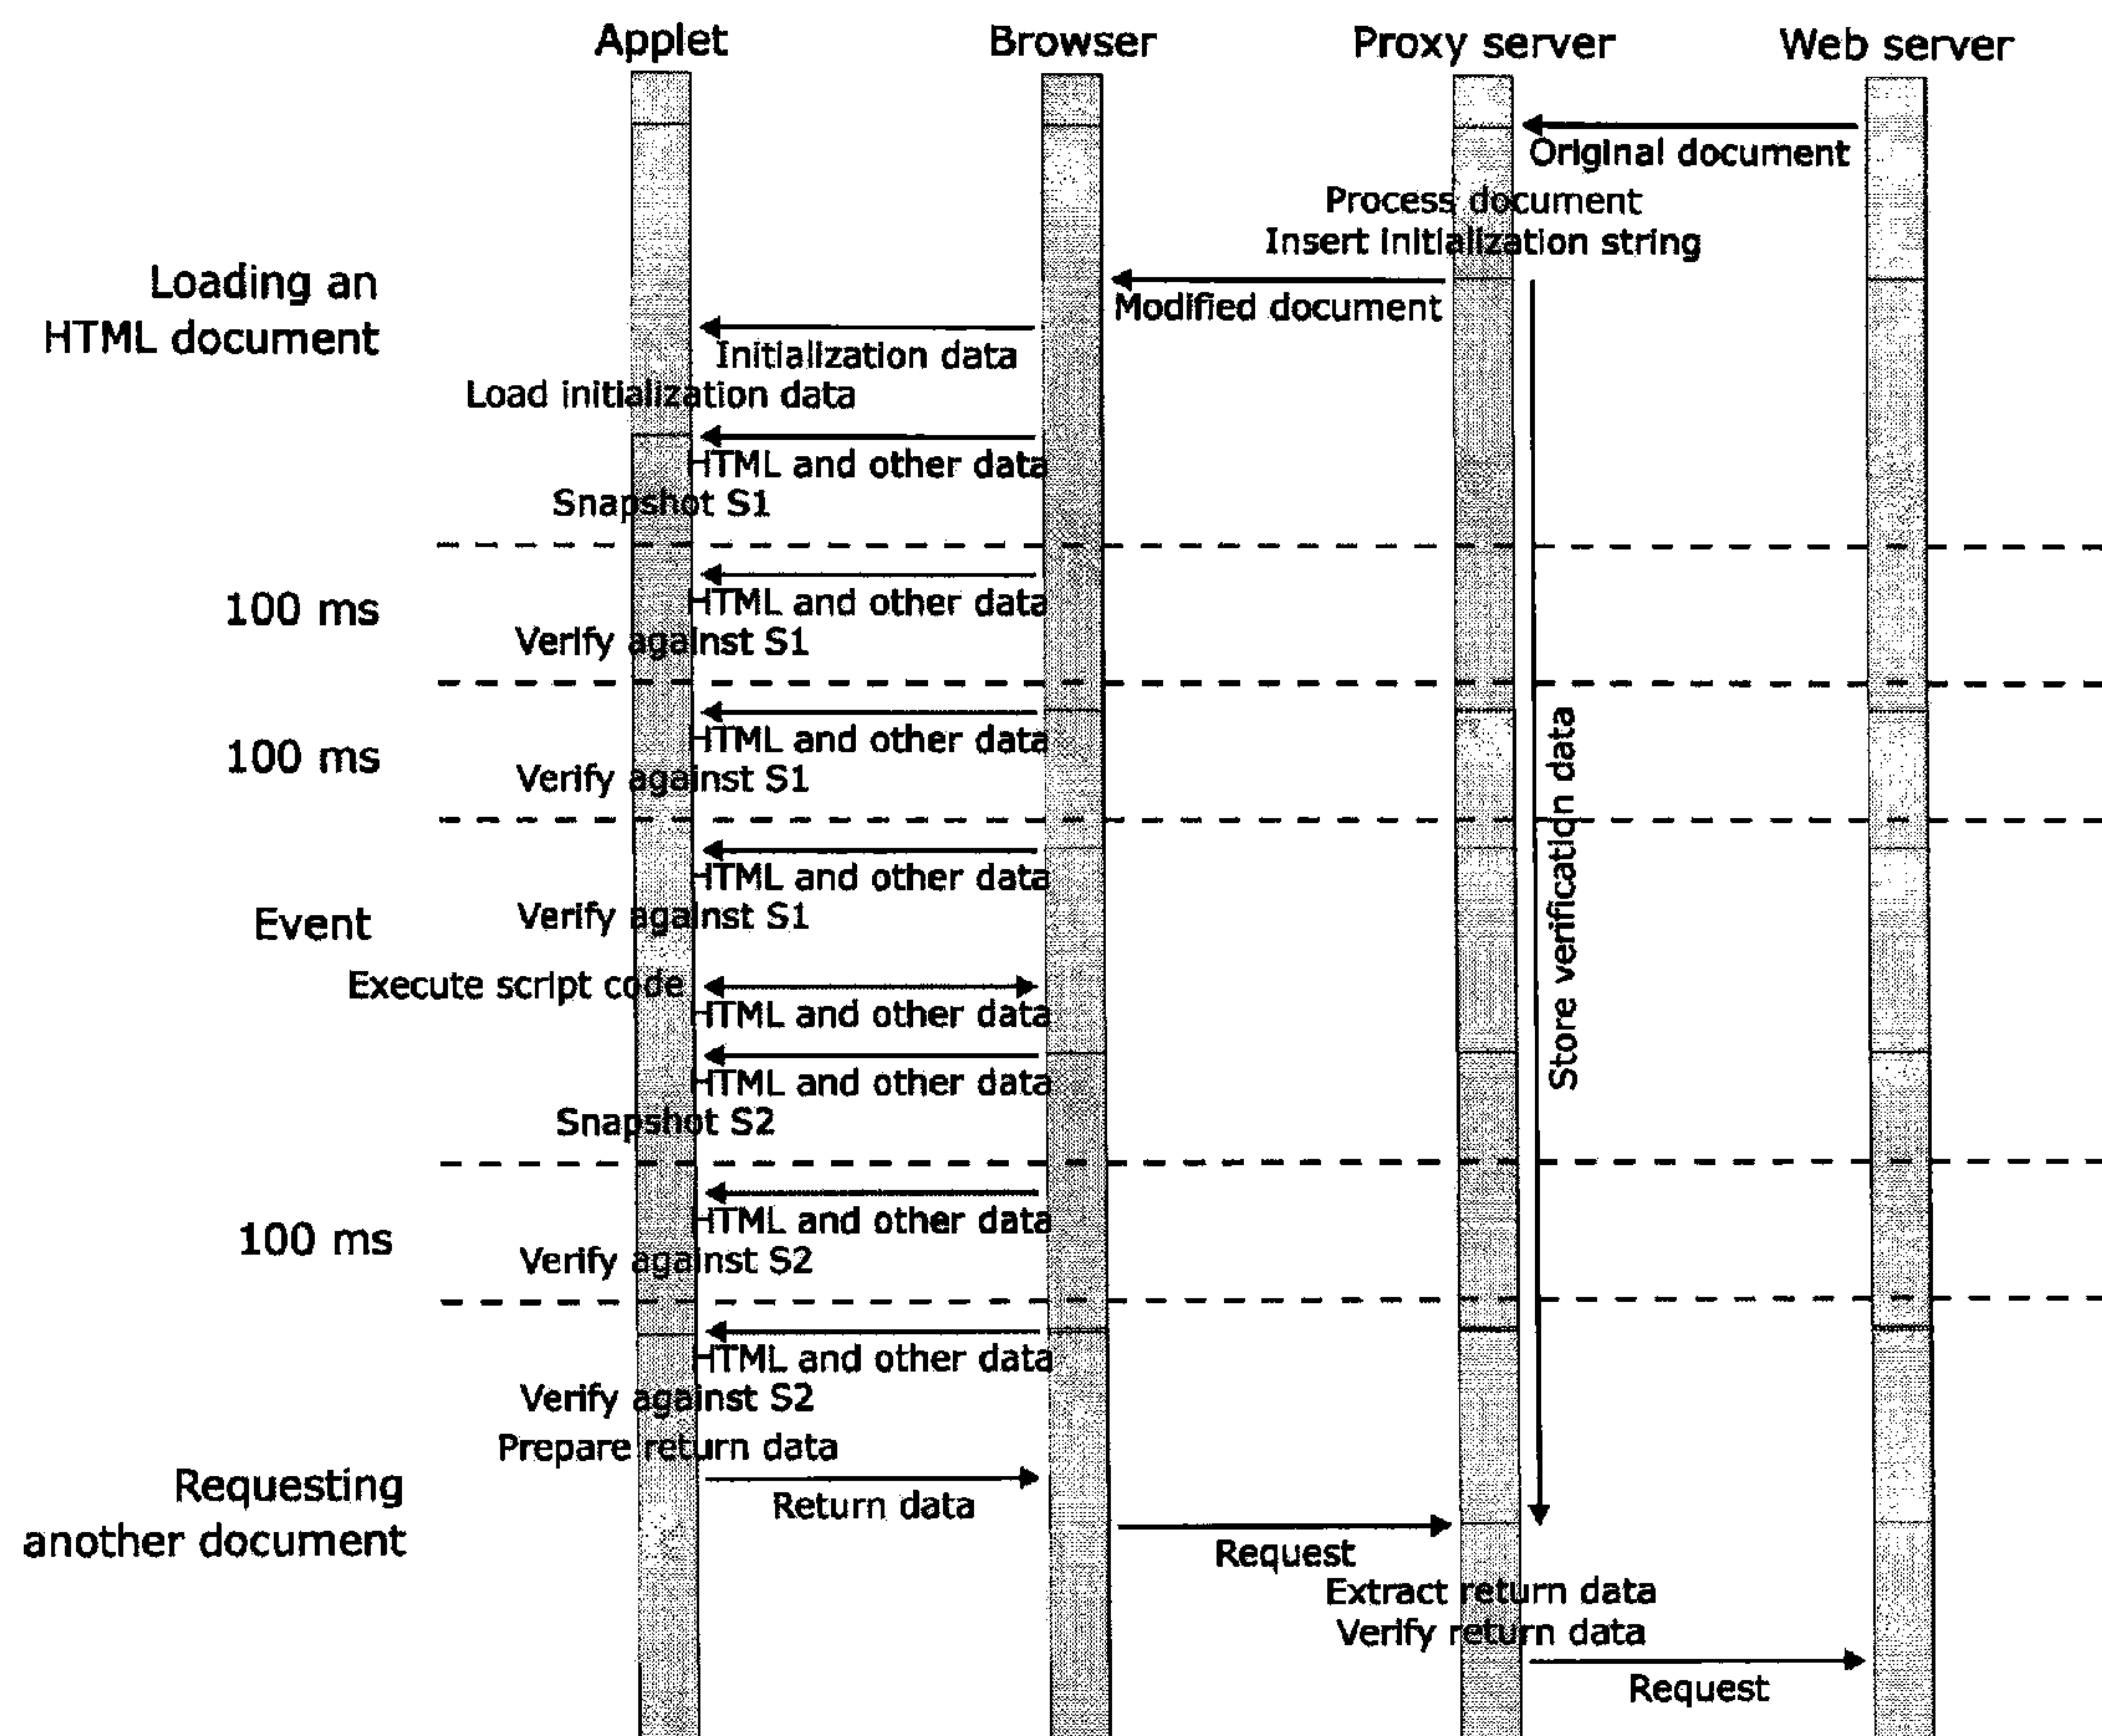 Applet
Browser
Proxy server
Web server
Original document
Process document
Insert initialization string
Modified document
Loading an
HTML document
Initialization data
Load initialization data
HTML and other data
Snapshot S1
100 ms
HTML and other data
Verify against S1
100 ms
HTML and other data
Verify against S1
Store verification data
Event
HTML and other data
Verify against S1
Execute script code
HTML and other data
HTML and other data
Snapshot S2
100 ms
HTML and other data
Verify against S2
HTML and other data
Verify against S2
Prepare return data
Requesting
another document
Return data
Request
Extract return data
Verify return data
Request